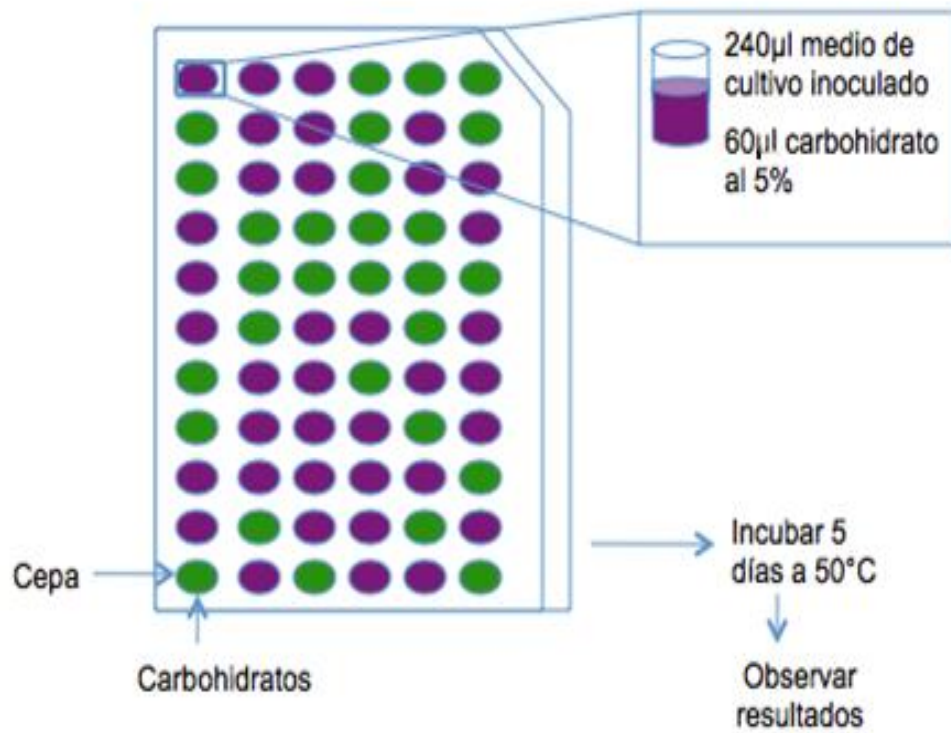 240μl medio de
cultivo inoculado
60μl carbohidrato
al 5%
Cepa
Carbohidratos
Incubar 5
días a 50°C
Observar
resultados